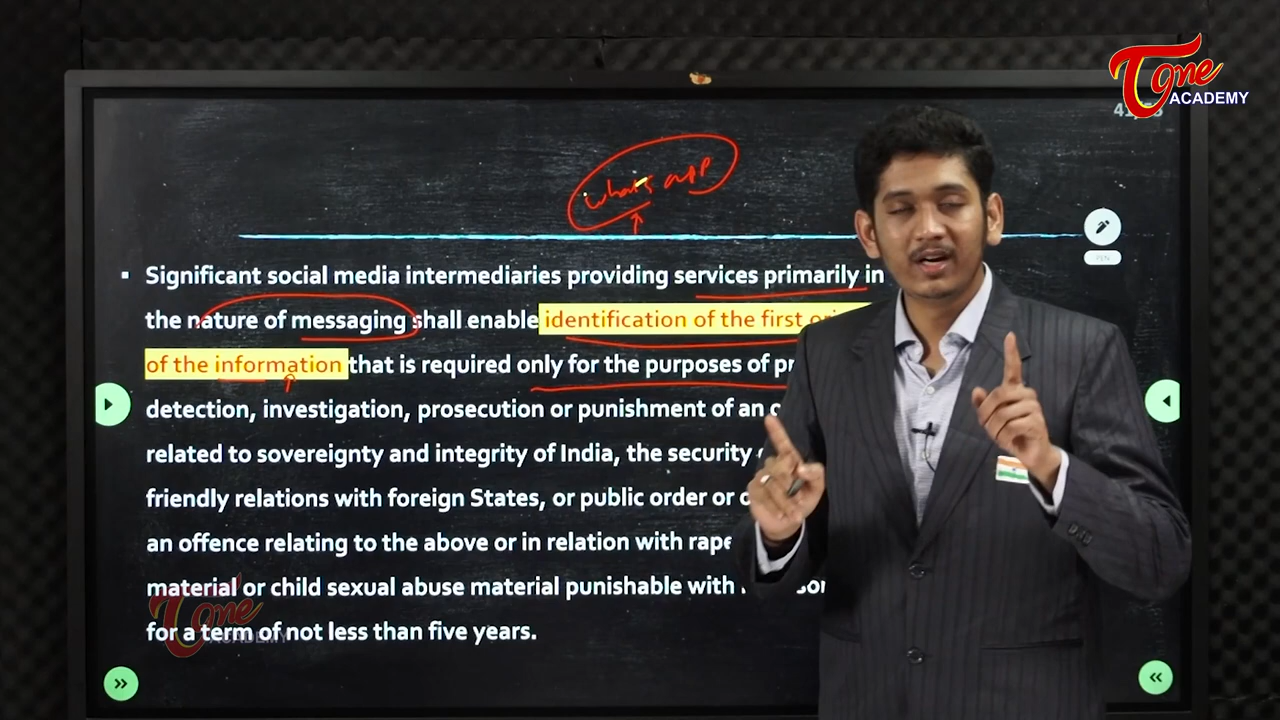 Tone
ACADEMY
whats app
PEN
Significant social media intermediaries providing services primarily in
the nature of messaging shall enable identification of the first
of the information that is required only for the purposes of
detection, investigation, prosecution or punishment of an
related to sovereignty and integrity of India, the security
friendly relations with foreign States, or public order or
an offence relating to the above or in relation with rape
material or child sexual abuse material punishable with
for a term of not less than five years.
Tone
ACADEMY